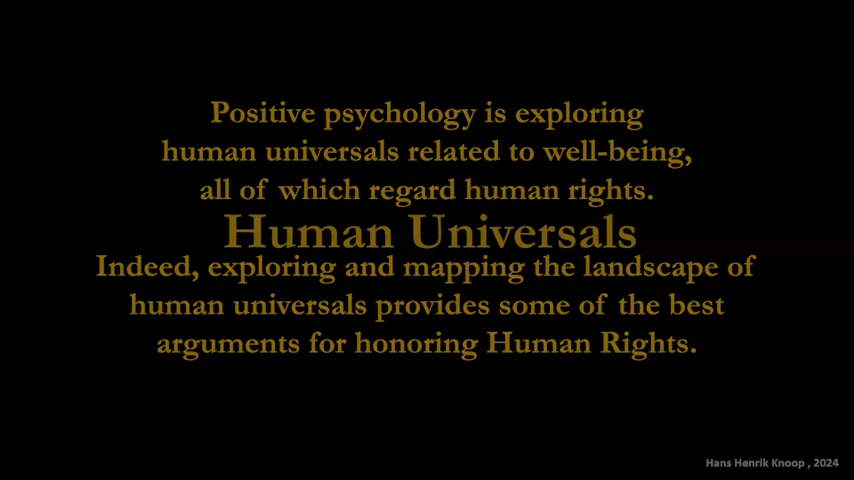 Positive psychology is exploring
human universals related to well-being,
all of which regard human rights.
Human Universals
Indeed, exploring and mapping the landscape of
human universals provides some of the best
arguments for honoring Human Rights.
Hans Henrik Knoop , 2024